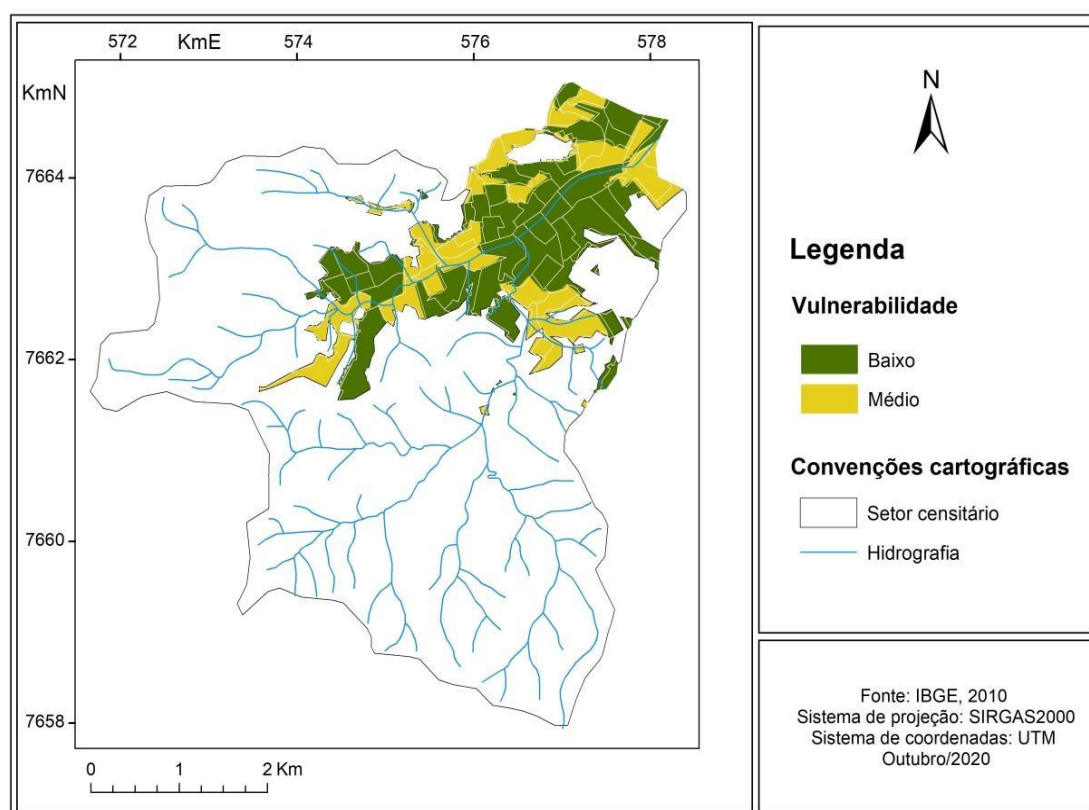 572 KmE 574 576 578
KmN
7664
7662
7660
7658
0 1 2 Km
N
Legenda
Vulnerabilidade
Baixo
Médio
Convenções cartográficas
Setor censitário
Hidrografia
Fonte: IBGE, 2010
Sistema de projeção: SIRGAS2000
Sistema de coordenadas: UTM
Outubro/2020